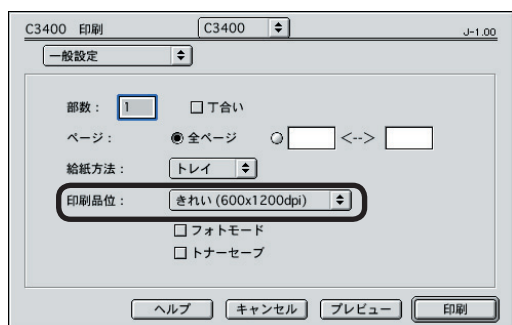 C3400 印刷 C3400 J-1.00
一般設定
部数： 1 丁合い
ページ： 全ページ <-->
給紙方法： トレイ
印刷品位： きれい (600x1200dpi)
フォトモード
トナーセーブ
ヘルプ キャンセル プレビュー 印刷